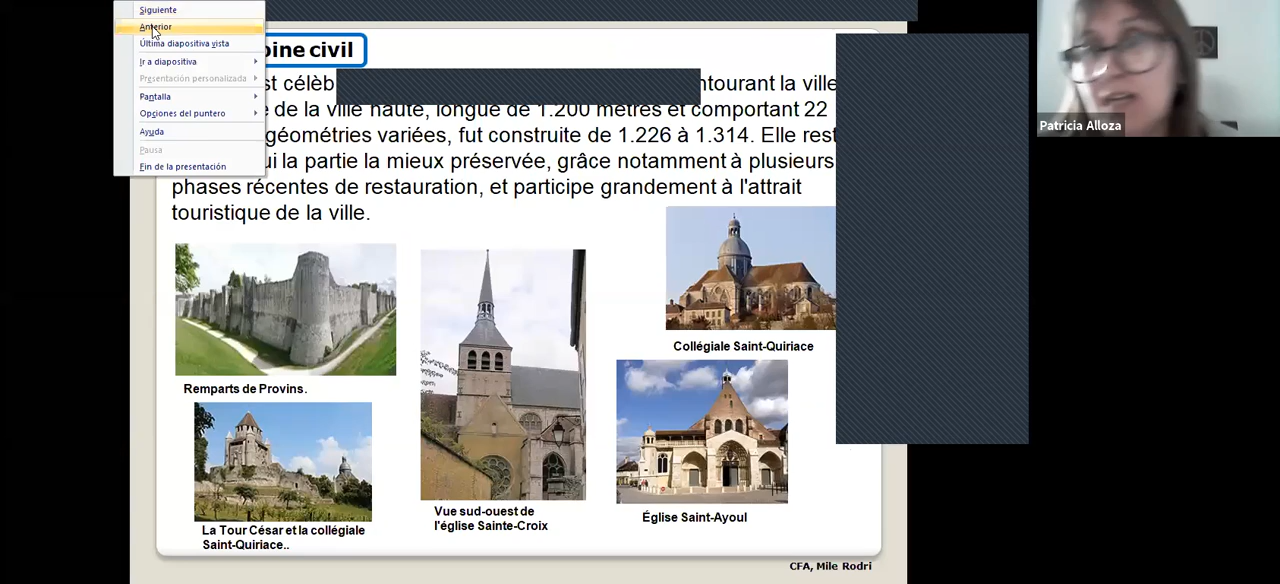 Siguiente
Anterior
Última diapositiva vista
Ir a diapositiva
Presentación personalizada
Pantalla
Opciones del puntero
Ayuda
Pausa
Fin de la presentación
civil
célèb ntourant la ville
de la ville haute, longue de 1.200 mètres et comportant 22
géométries variées, fut construite de 1.226 à 1.314. Elle rest
la partie la mieux préservée, grâce notamment à plusieurs
phases récentes de restauration, et participe grandement à l'attrait
touristique de la ville.
Remparts de Provins.
La Tour César et la collégiale
Saint-Quiriace..
Vue sud-ouest de
l'église Sainte-Croix
Collégiale Saint-Quiriace
Église Saint-Ayoul
CFA, Mile Rodri
Patricia Alloza